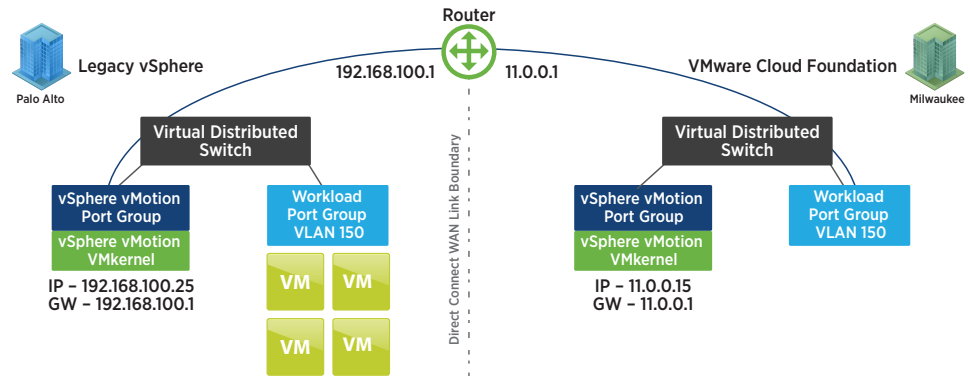 Router
Legacy vSphere
192.168.100.1
11.0.0.1
VMware Cloud Foundation
Palo Alto
Milwaukee
Virtual Distributed
Switch
vSphere vMotion
Port Group
vSphere vMotion
VMkernel
IP – 192.168.100.25
GW – 192.168.100.1
Workload
Port Group
VLAN 150
VM
VM
VM
VM
Direct Connect WAN Link Boundary
Virtual Distributed
Switch
vSphere vMotion
Port Group
vSphere vMotion
VMkernel
IP – 11.0.0.15
GW – 11.0.0.1
Workload
Port Group
VLAN 150